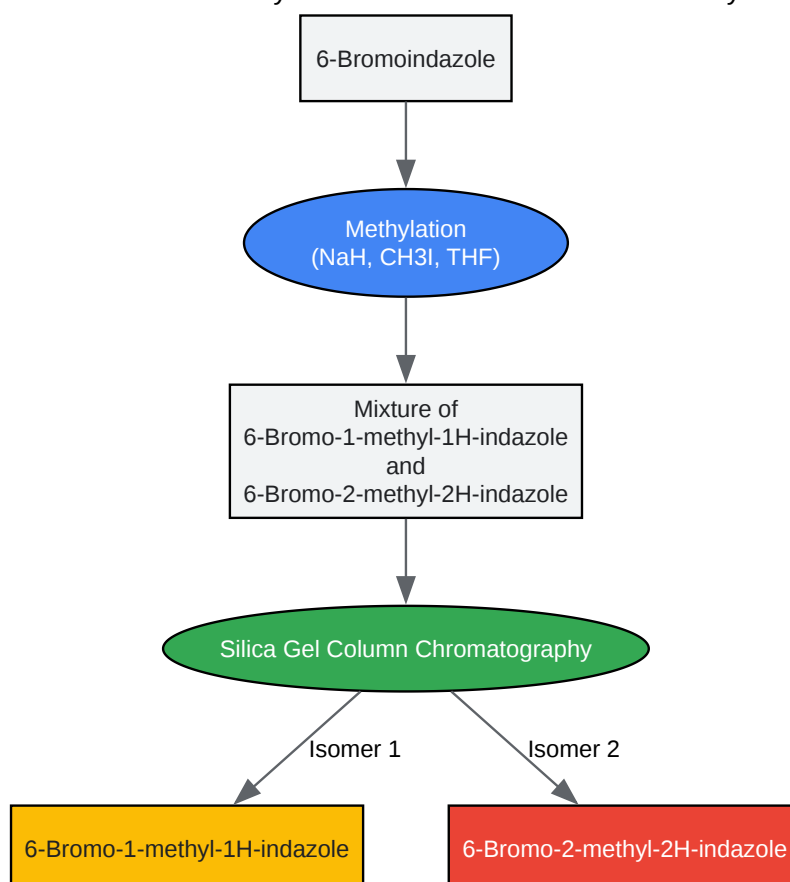 6-Bromoindazole
Methylation
(NaH, CH3I, THF)
Mixture of
6-Bromo-1-methyl-1H-indazole
and
6-Bromo-2-methyl-2H-indazole
Silica Gel Column Chromatography
Isomer 1
Isomer 2
6-Bromo-1-methyl-1H-indazole
6-Bromo-2-methyl-2H-indazole